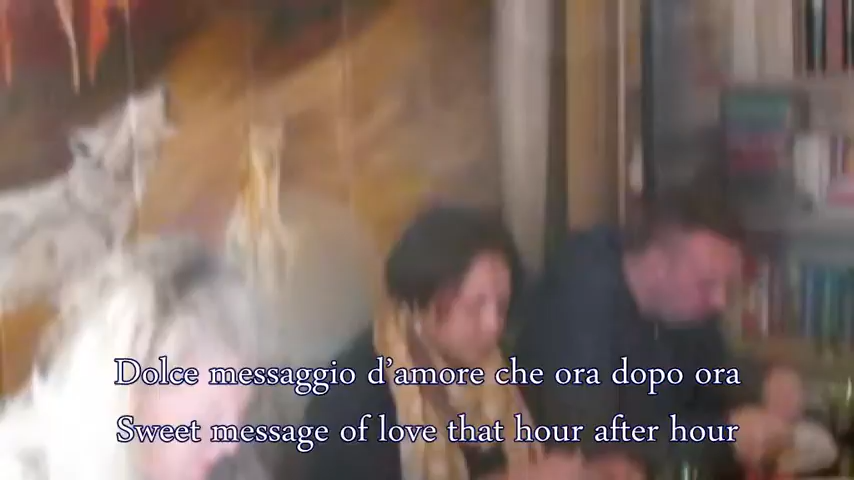 Dolce messaggio d'amore che ora dopo ora
Sweet message of love that hour after hour